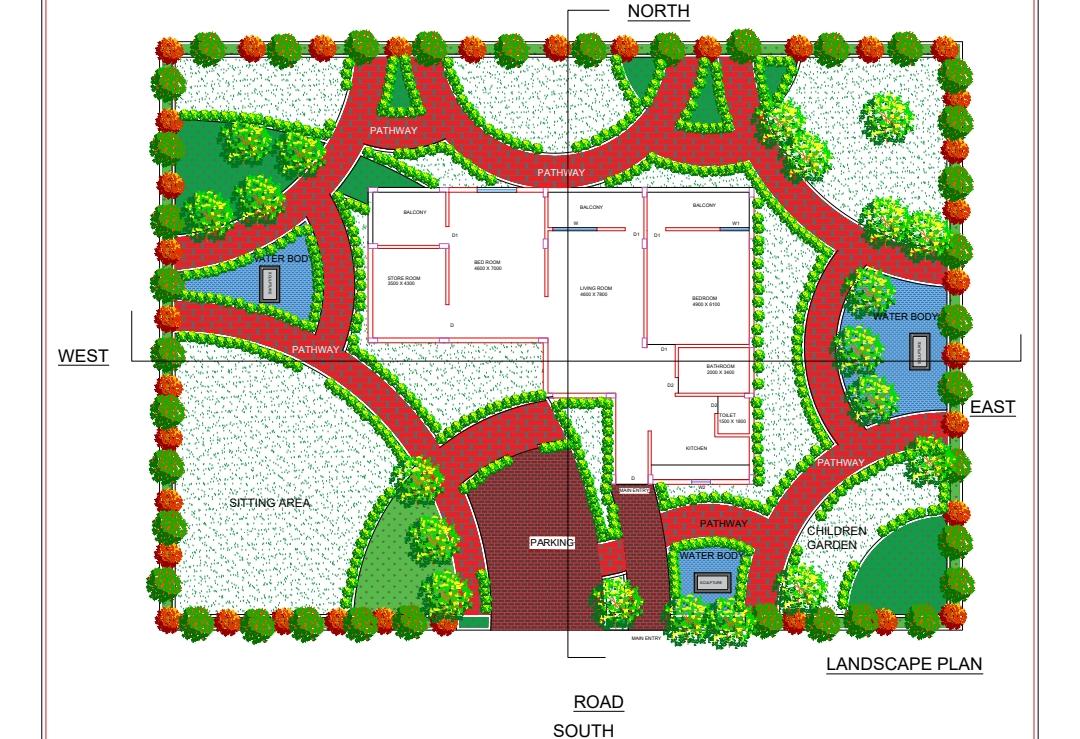 NORTH
PATHWAY
PATHWAY
BALCONY
BALCONY
BALCONY
W
W1
D1
D1
D1
WATER BODY
SCULPTURE
BED ROOM
4600 X 7000
STORE ROOM
3500 X 4300
LIVING ROOM
4600 X 7800
BEDROOM
4900 X 6100
WATER BODY
SCULPTURE
D
PATHWAY
WEST
D1
BATHROOM
2000 X 3400
D2
D2
EAST
TOILET
1500 X 1800
KITCHEN
PATHWAY
D
W2
MAIN ENTRY
SITTING AREA
PATHWAY
CHILDREN
GARDEN
PARKING
WATER BODY
SCULPTURE
MAIN ENTRY
LANDSCAPE PLAN
ROAD
SOUTH